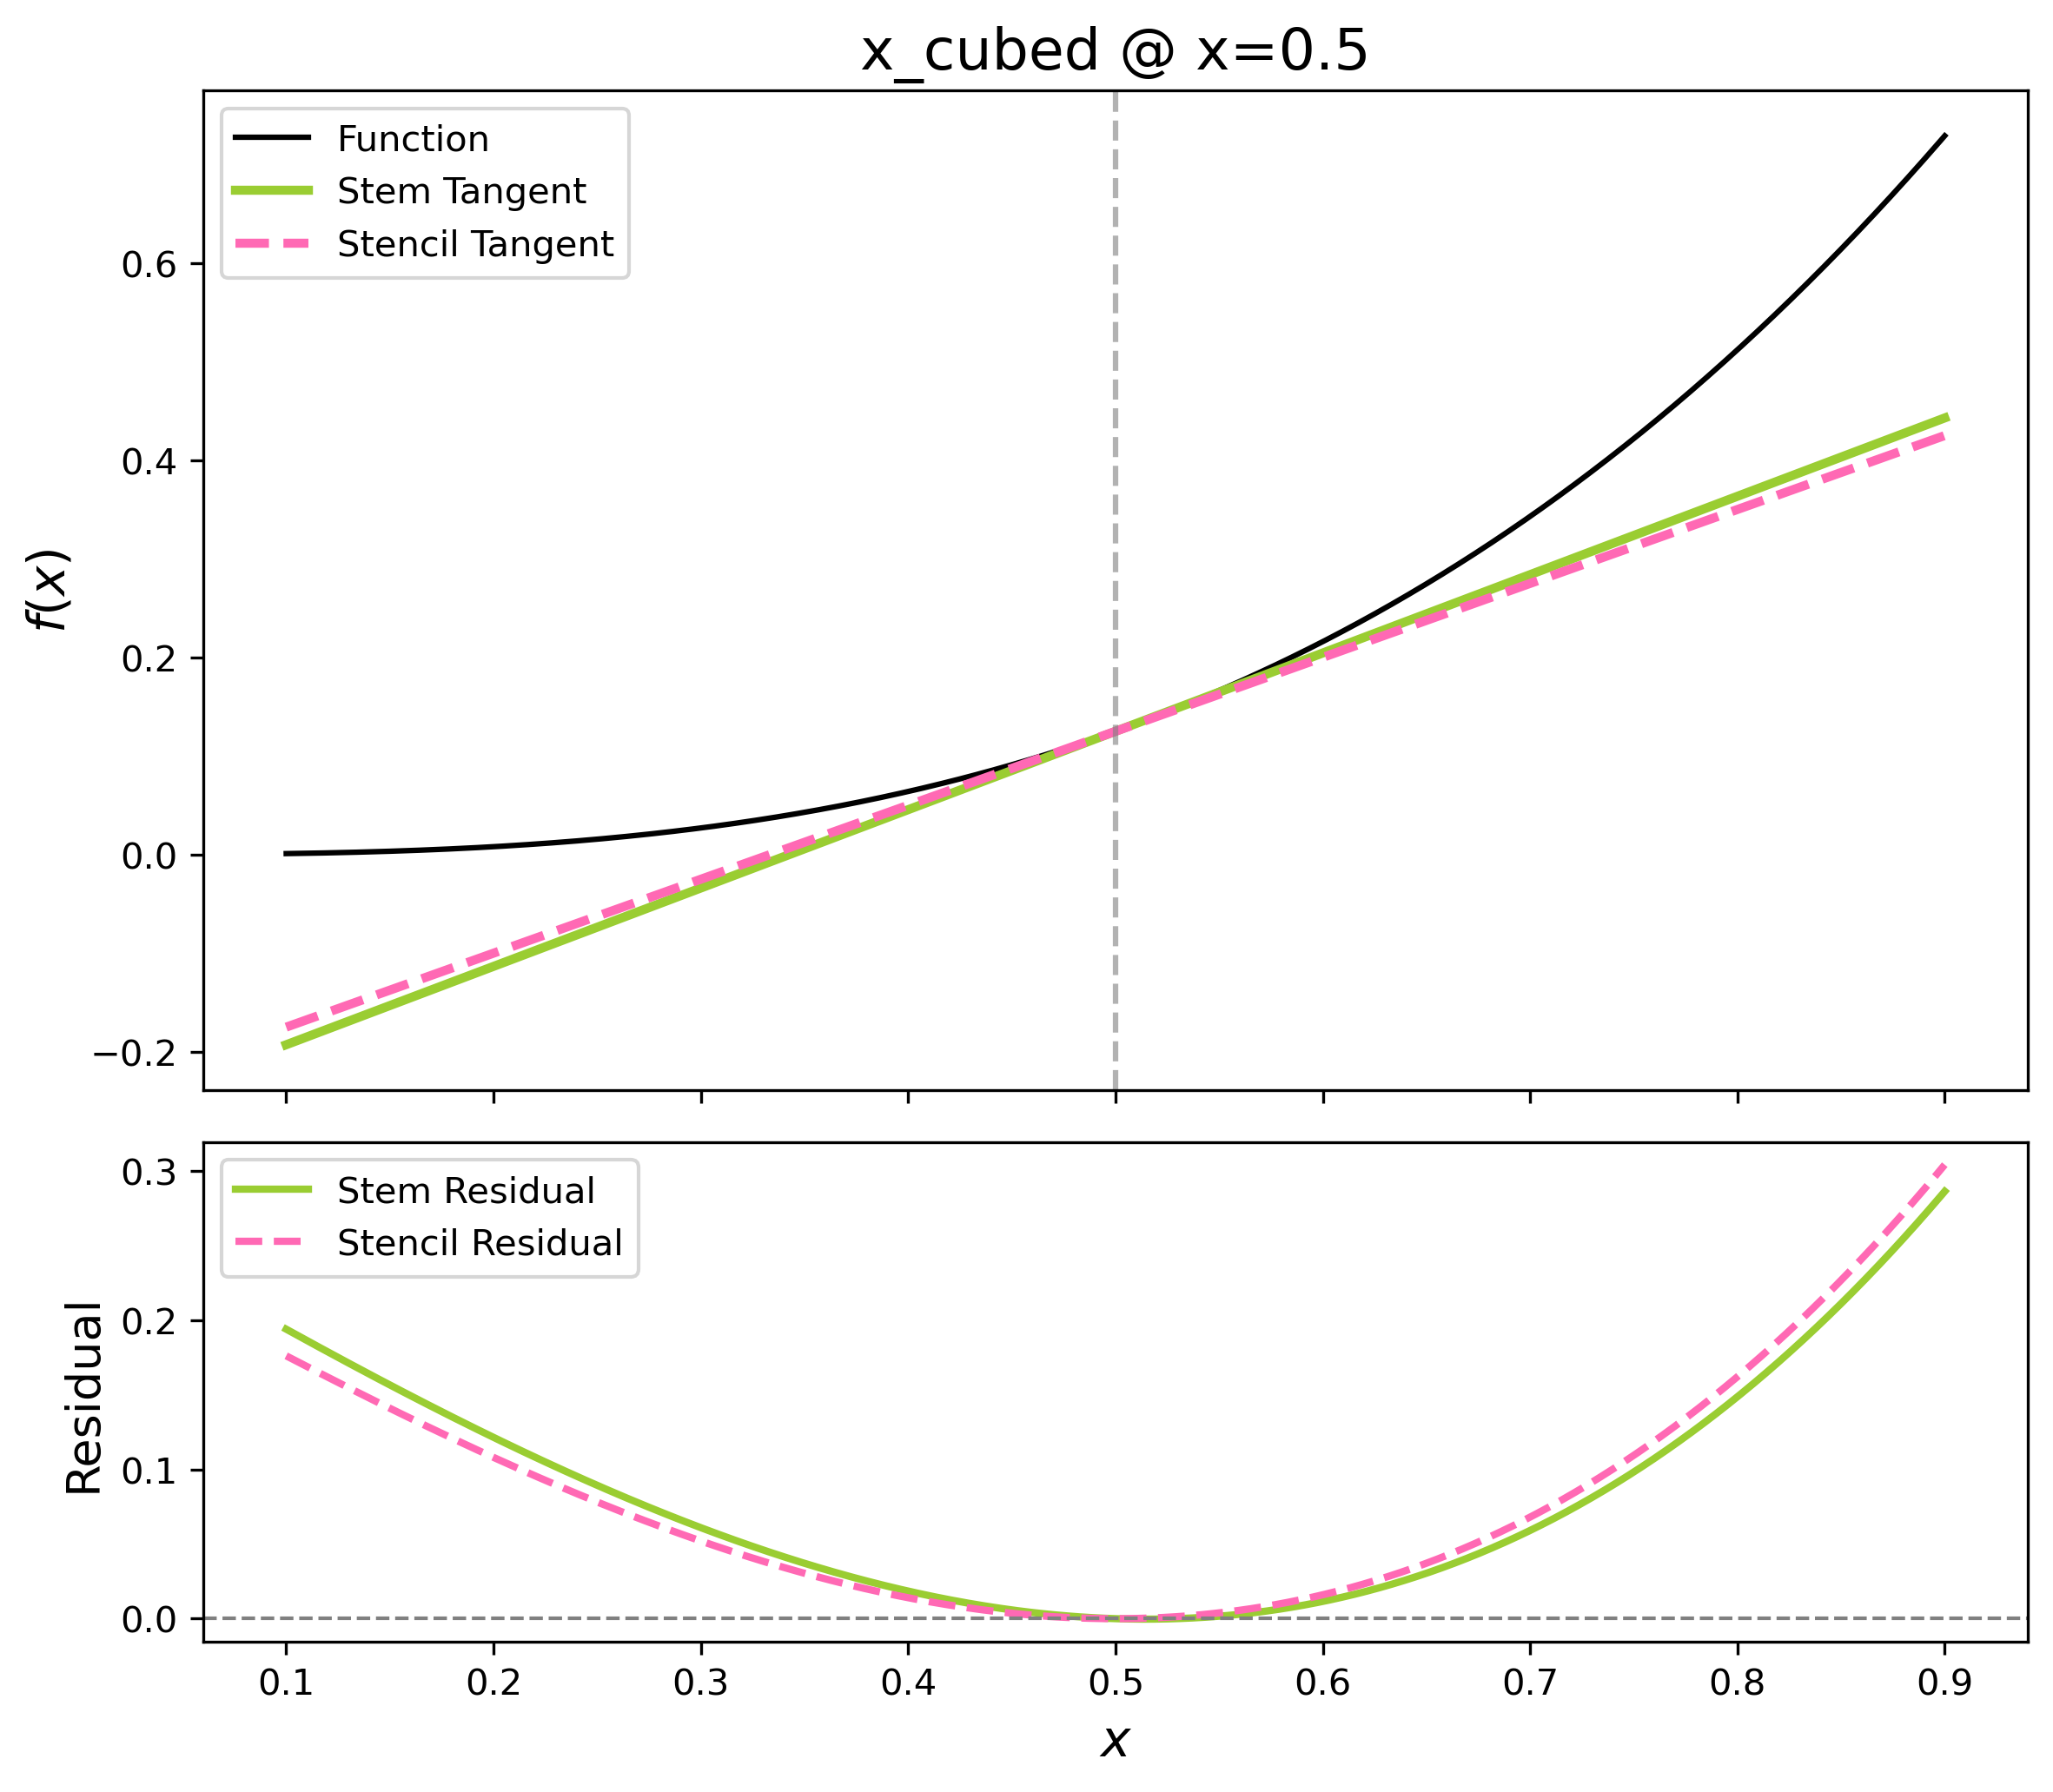 x_cubed @ x=0.5
Function
Stem Tangent
Stencil Tangent
f(x)
0.6
0.4
0.2
0.0
−0.2
Stem Residual
Stencil Residual
Residual
0.3
0.2
0.1
0.0
0.1 0.2 0.3 0.4 0.5 0.6 0.7 0.8 0.9
x